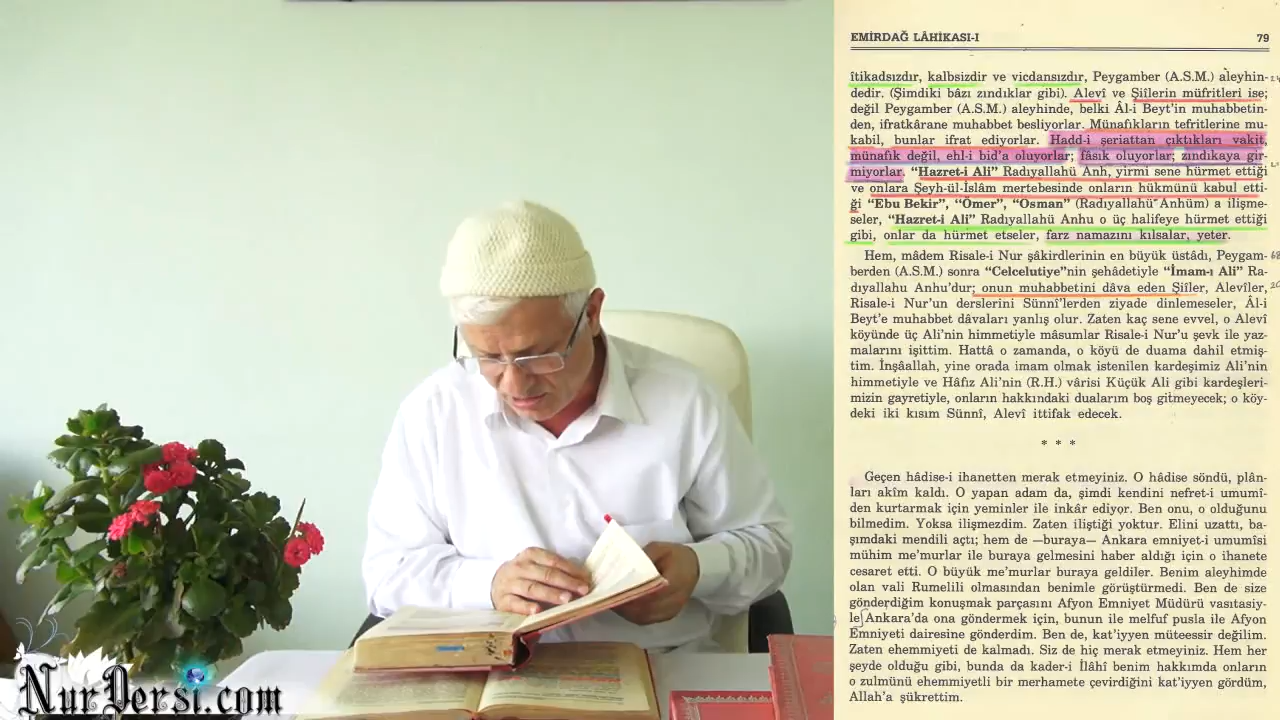 EMİRDAĞ LÂHİKASI-I 79
îtikadsızdır, kalbsizdir ve vicdansızdır, Peygamber (A.S.M.) aleyhin-
dedir. (Şimdiki bâzı zındıklar gibi). Alevî ve Şiîlerin müfritleri ise;
değil Peygamber (A.S.M.) aleyhinde, belki Âl-i Beyt'in muhabbetin-
den, ifratkârane muhabbet besliyorlar. Münafıkların tefritlerine mu-
kabil, bunlar ifrat ediyorlar. Hadd-i şeriattan çıktıkları vakit,
münafık değil, ehl-i bid'a oluyorlar; fâsık oluyorlar; zındıkaya gir-
miyorlar. "Hazret-i Ali" Radıyallahü Anh, yirmi sene hürmet ettiği
ve onlara Şeyh-ül-İslâm mertebesinde onların hükmünü kabul etti-
ği "Ebu Bekir", "Ömer", "Osman" (Radıyallahü Anhüm) a ilişme-
seler, "Hazret-i Ali" Radıyallahü Anhu o üç halifeye hürmet ettiği
gibi, onlar da hürmet etseler, farz namazını kılsalar, yeter.
Hem, mâdem Risale-i Nur şâkirdlerinin en büyük üstâdı, Peygam-
berden (A.S.M.) sonra "Celcelutiye"nin şehâdetiyle "İmam-ı Ali" Ra-
dıyallahu Anhu'dur; onun muhabbetini dâva eden Şiîler, Alevîler,
Risale-i Nur'un derslerini Sünnî'lerden ziyade dinlemeseler, Âl-i
Beyt'e muhabbet dâvaları yanlış olur. Zaten kaç sene evvel, o Alevî
köyünde üç Ali'nin himmetiyle mâsumlar Risale-i Nur'u şevk ile yaz-
malarını işittim. Hattâ o zamanda, o köyü de duama dahil etmiş-
tim. İnşâallah, yine orada imam olmak istenilen kardeşimiz Ali'nin
himmetiyle ve Hâfız Ali'nin (R.H.) vârisi Küçük Ali gibi kardeşleri-
mizin gayretiyle, onların hakkındaki dualarım boş gitmeyecek; o köy-
deki iki kısım Sünnî, Alevî ittifak edecek.
* * *
Geçen hâdise-i ihanetten merak etmeyiniz. O hâdise söndü, plân-
ları akîm kaldı. O yapan adam da, şimdi kendini nefret-i umumî-
den kurtarmak için yeminler ile inkâr ediyor. Ben onu, o olduğunu
bilmedim. Yoksa ilişmezdim. Zaten iliştiği yoktur. Elini uzattı, ba-
şımdaki mendili açtı; hem de —buraya— Ankara emniyet-i umumîsi
mühim me'murlar ile buraya gelmesini haber aldığı için o ihanete
cesaret etti. O büyük me'murlar buraya geldiler. Benim aleyhimde
olan vali Rumelili olmasından benimle görüştürmedi. Ben de size
gönderdiğim konuşmak parçasını Afyon Emniyet Müdürü vasıtasiy-
le Ankara'da ona göndermek için, bunun ile melfuf pusla ile Afyon
Emniyeti dairesine gönderdim. Ben de, kat'iyyen müteessir değilim.
Zaten ehemmiyeti de kalmadı. Siz de hiç merak etmeyiniz. Hem her
şeyde olduğu gibi, bunda da kader-i İlâhî benim hakkımda onların
o zulmünü ehemmiyetli bir merhamete çevirdiğini kat'iyyen gördüm,
Allah'a şükrettim.
NurDersi.com